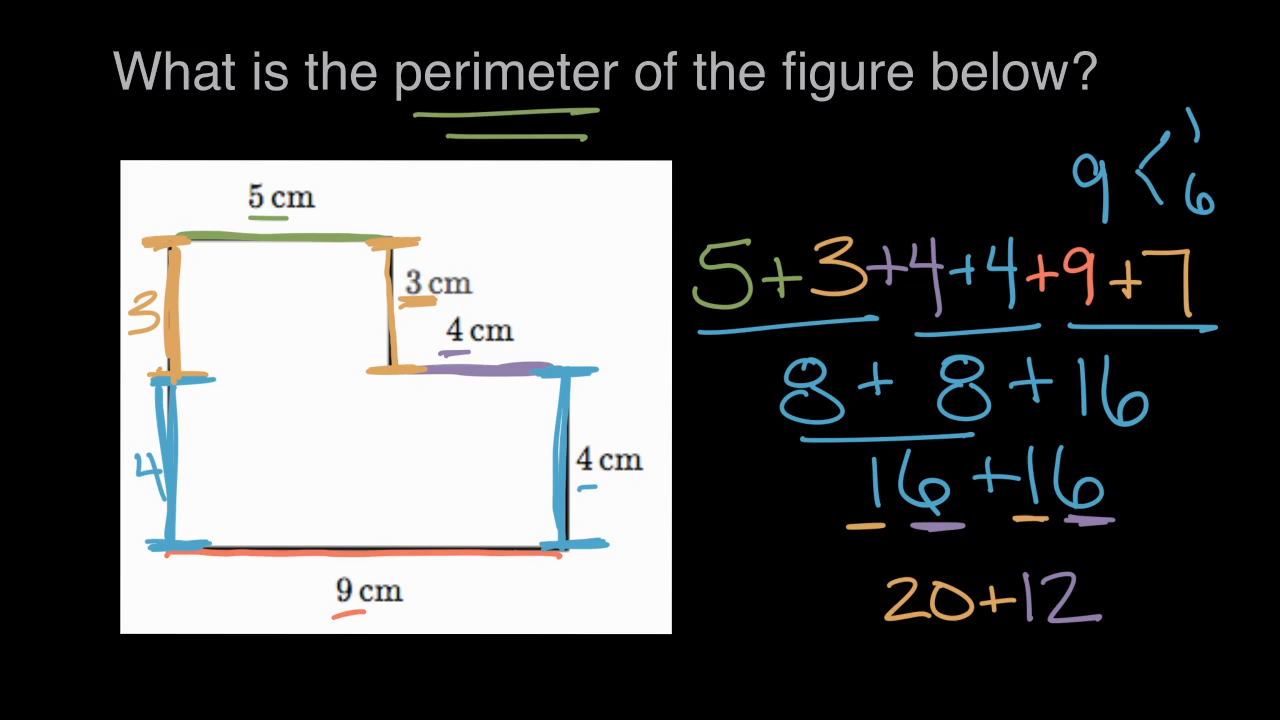 What is the perimeter of the figure below?
9 < 1
6
5 cm
5+3+4+4+9+7
3 cm
3
4 cm
8 + 8 + 16
4
4 cm
16 + 16
9 cm
20+12